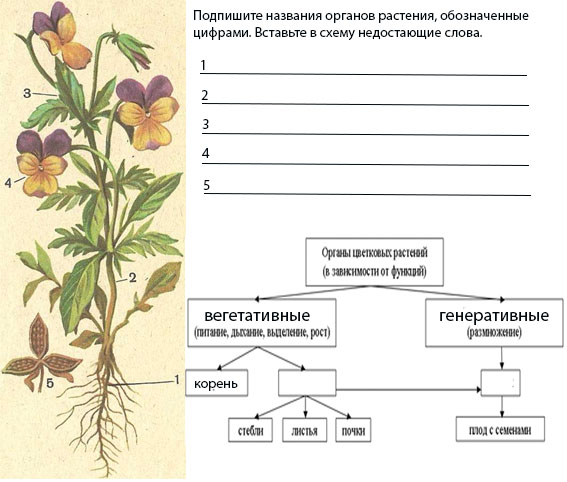 Подпишите названия органов растения, обозначенные
цифрами. Вставьте в схему недостающие слова.
1
2
3
4
5
3
4
2
1
5
Органы цветковых растений
(в зависимости от функций)
вегетативные
(питание, дыхание, выделение, рост)
генеративные
(размножение)
корень
стебли
листья
почки
плод с семенами